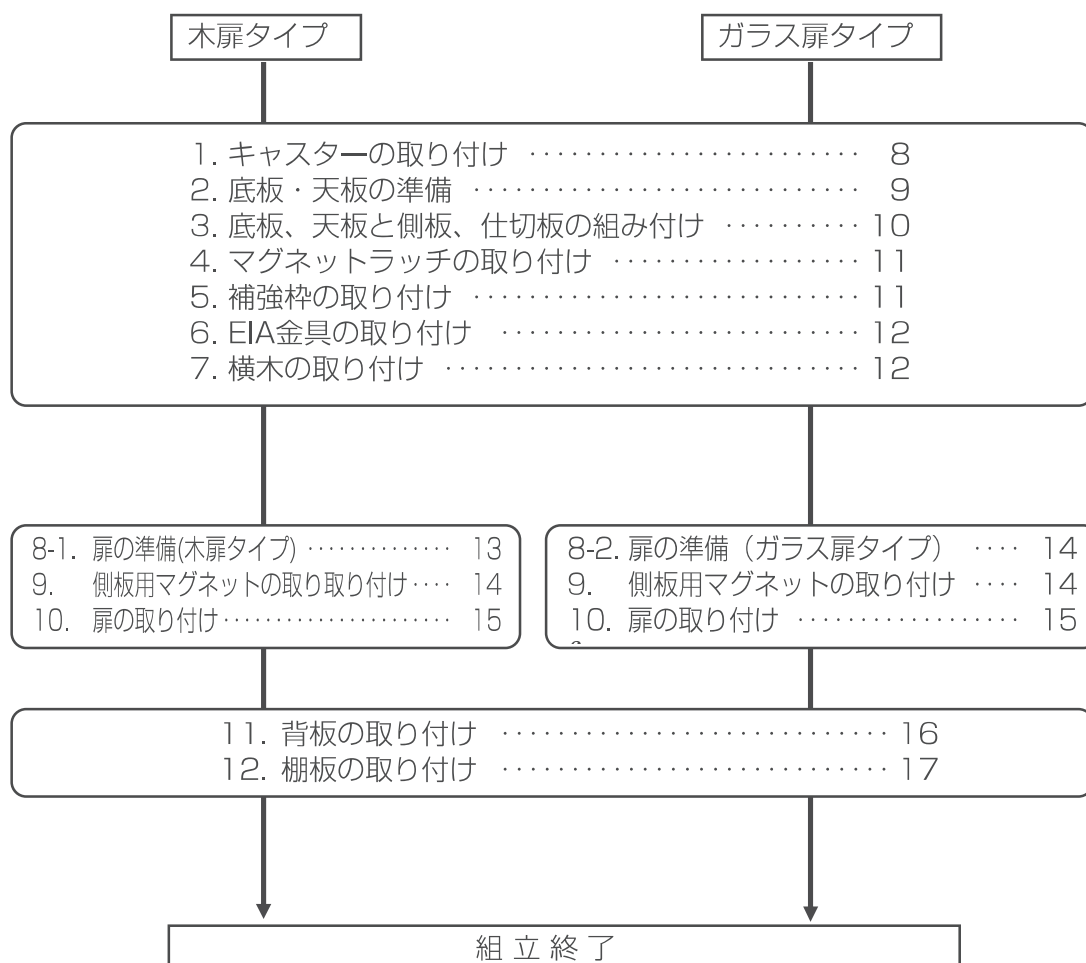 木扉タイプ
ガラス扉タイプ
1. キャスターの取り付け ························ 8
2. 底板・天板の準備 ···························· 9
3. 底板、天板と側板、仕切板の組み付け ·········· 10
4. マグネットラッチの取り付け ·················· 11
5. 補強枠の取り付け ···························· 11
6. EIA金具の取り付け ·························· 12
7. 横木の取り付け ······························ 12
8-1. 扉の準備(木扉タイプ) ·············· 13
9. 側板用マグネットの取り取り付け ···· 14
10. 扉の取り付け ······················ 15
8-2. 扉の準備（ガラス扉タイプ） ···· 14
9. 側板用マグネットの取り付け ···· 14
10. 扉の取り付け ·················· 15
11. 背板の取り付け ···························· 16
12. 棚板の取り付け ···························· 17
組立終了